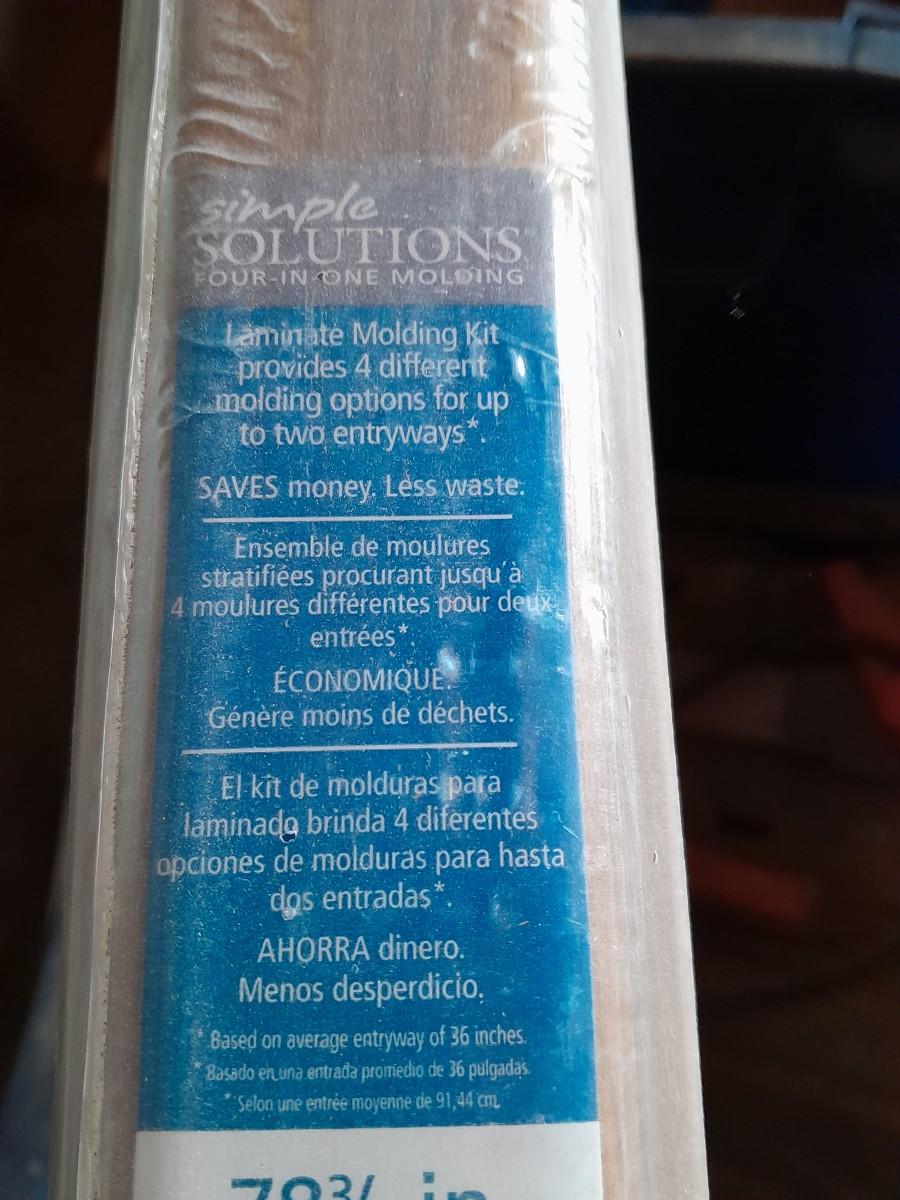 simple
SOLUTIONS
FOUR-IN-ONE MOLDING
Laminate Molding Kit
provides 4 different
molding options for up
to two entryways*.
SAVES money. Less waste.
Ensemble de moulures
stratifiées procurant jusqu'à
4 moulures différentes pour deux
entrées*.
ÉCONOMIQUE.
Génère moins de déchets.
El kit de molduras para
laminado brinda 4 diferentes
opciones de molduras para hasta
dos entradas*.
AHORRA dinero.
Menos desperdicio.
* Based on average entryway of 36 inches.
* Basado en una entrada promedio de 36 pulgadas.
* Selon une entrée moyenne de 91,44 cm.
78¾ in